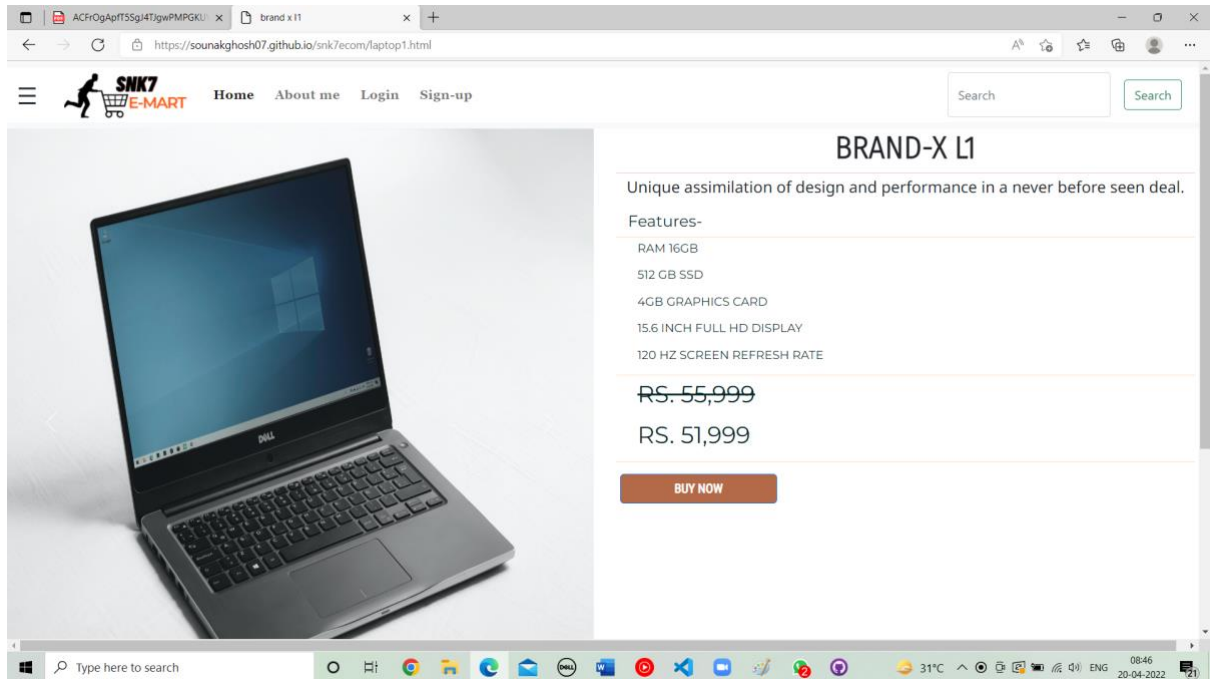 ACFrOgApfT5SgJ4TJgwPMPGKU
brand x l1
https://sounakghosh07.github.io/snk7ecom/laptop1.html
SNK7
E-MART
Home About me Login Sign-up
Search
Search
BRAND-X L1
Unique assimilation of design and performance in a never before seen deal.
Features-
RAM 16GB
512 GB SSD
4GB GRAPHICS CARD
15.6 INCH FULL HD DISPLAY
120 HZ SCREEN REFRESH RATE
RS. 55,999
RS. 51,999
BUY NOW
DELL
Type here to search
DELL
31°C
ENG
08:46
20-04-2022